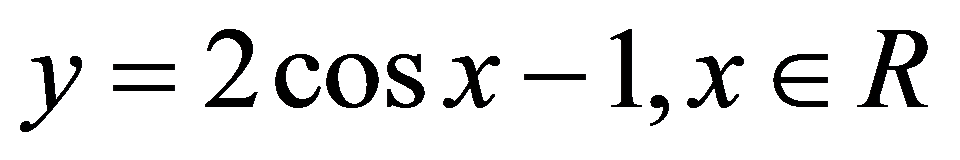 y = 2cos x − 1, x ∈ R